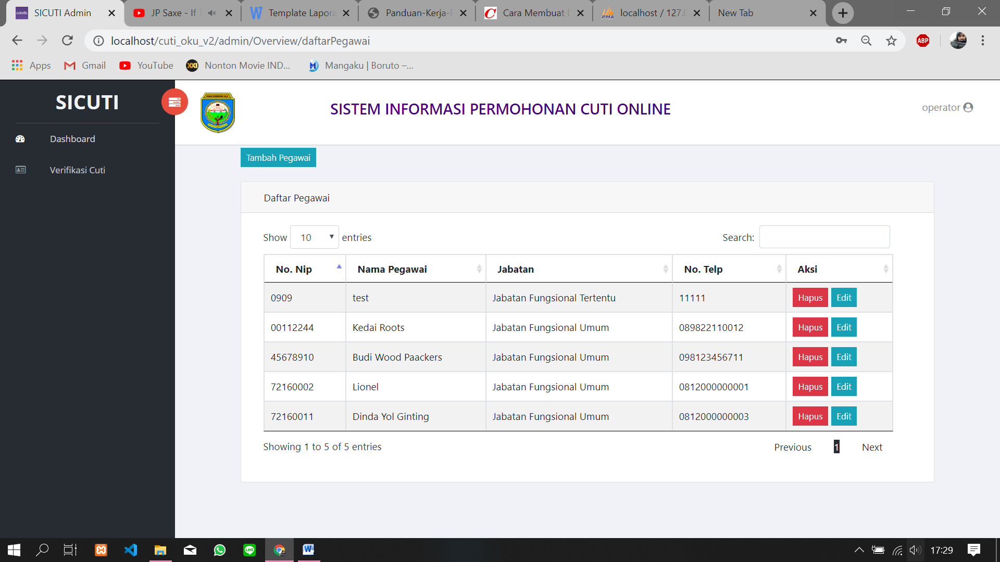 SICUTI Admin
JP Saxe - If
Template Lapora
Panduan-Kerja-
Cara Membuat
PMA
localhost / 127.0
New Tab
localhost/cuti_oku_v2/admin/Overview/daftarPegawai
ABP
Apps
Gmail
YouTube
XXI
Nonton Movie IND...
Mangaku | Boruto –...
SICUTI
SISTEM INFORMASI PERMOHONAN CUTI ONLINE
operator
Dashboard
Verifikasi Cuti
Tambah Pegawai
Daftar Pegawai
Show 10 entries
Search:
No. Nip Nama Pegawai Jabatan No. Telp Aksi
0909 test Jabatan Fungsional Tertentu 11111 Hapus Edit
00112244 Kedai Roots Jabatan Fungsional Umum 089822110012 Hapus Edit
45678910 Budi Wood Paackers Jabatan Fungsional Umum 098123456711 Hapus Edit
72160002 Lionel Jabatan Fungsional Umum 0812000000001 Hapus Edit
72160011 Dinda Yol Ginting Jabatan Fungsional Umum 0812000000003 Hapus Edit
Showing 1 to 5 of 5 entries
Previous 1 Next
LINE
17:29